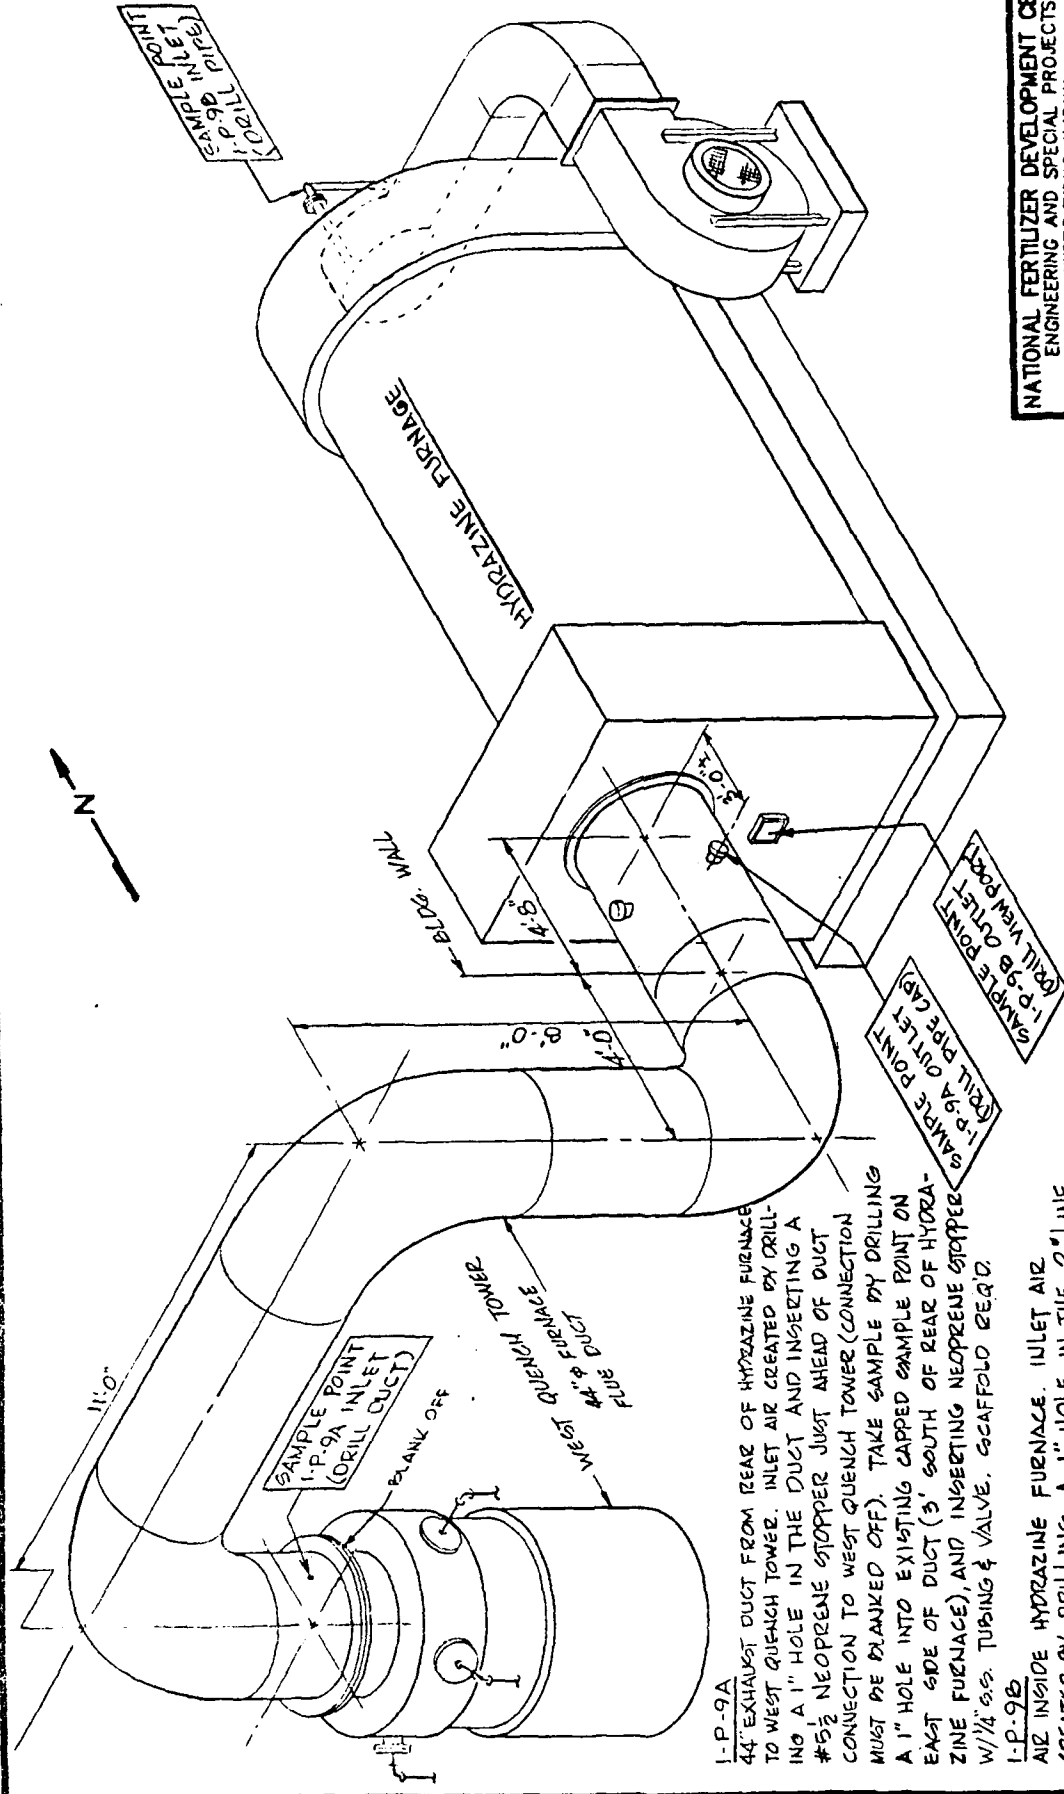 SAMPLE POINT
1-P-9B INLET
(DRILL PIPE)
HYDRAZINE FURNAGE
N
BLDG. WALL
4'-8"
8'-0"
4'-0"
3'-0"±
11'-0"
SAMPLE POINT
1-P-9A INLET
(DRILL DUCT)
BLANK OFF
WEST QUENCH TOWER
44"ϕ FURNACE
FLUE DUCT
SAMPLE POINT
1-P-9A OUTLET
(DRILL PIPE CAP)
SAMPLE POINT
1-P-9B OUTLET
(DRILL VIEW PORT)
1-P-9A
44" EXHAUST DUCT FROM REAR OF HYDRAZINE FURNACE
TO WEST QUENCH TOWER. INLET AIR CREATED BY DRILL-
ING A 1" HOLE IN THE DUCT AND INSERTING A
#5½ NEOPRENE STOPPER JUST AHEAD OF DUCT
CONNECTION TO WEST QUENCH TOWER (CONNECTION
MUST BE BLANKED OFF). TAKE SAMPLE BY DRILLING
A 1" HOLE INTO EXISTING CAPPED SAMPLE POINT ON
EAST SIDE OF DUCT (3' SOUTH OF REAR OF HYDRA-
ZINE FURNACE), AND INSERTING NEOPRENE STOPPER
W/¼" S.S. TUBING & VALVE. SCAFFOLD REQ'D.
1-P-9B
AIR INSIDE HYDRAZINE FURNACE. INLET AIR
A 1" HOLE IN THE
NATIONAL FERTILIZER DEVELOPMENT CE
ENGINEERING AND SPECIAL PROJECTS